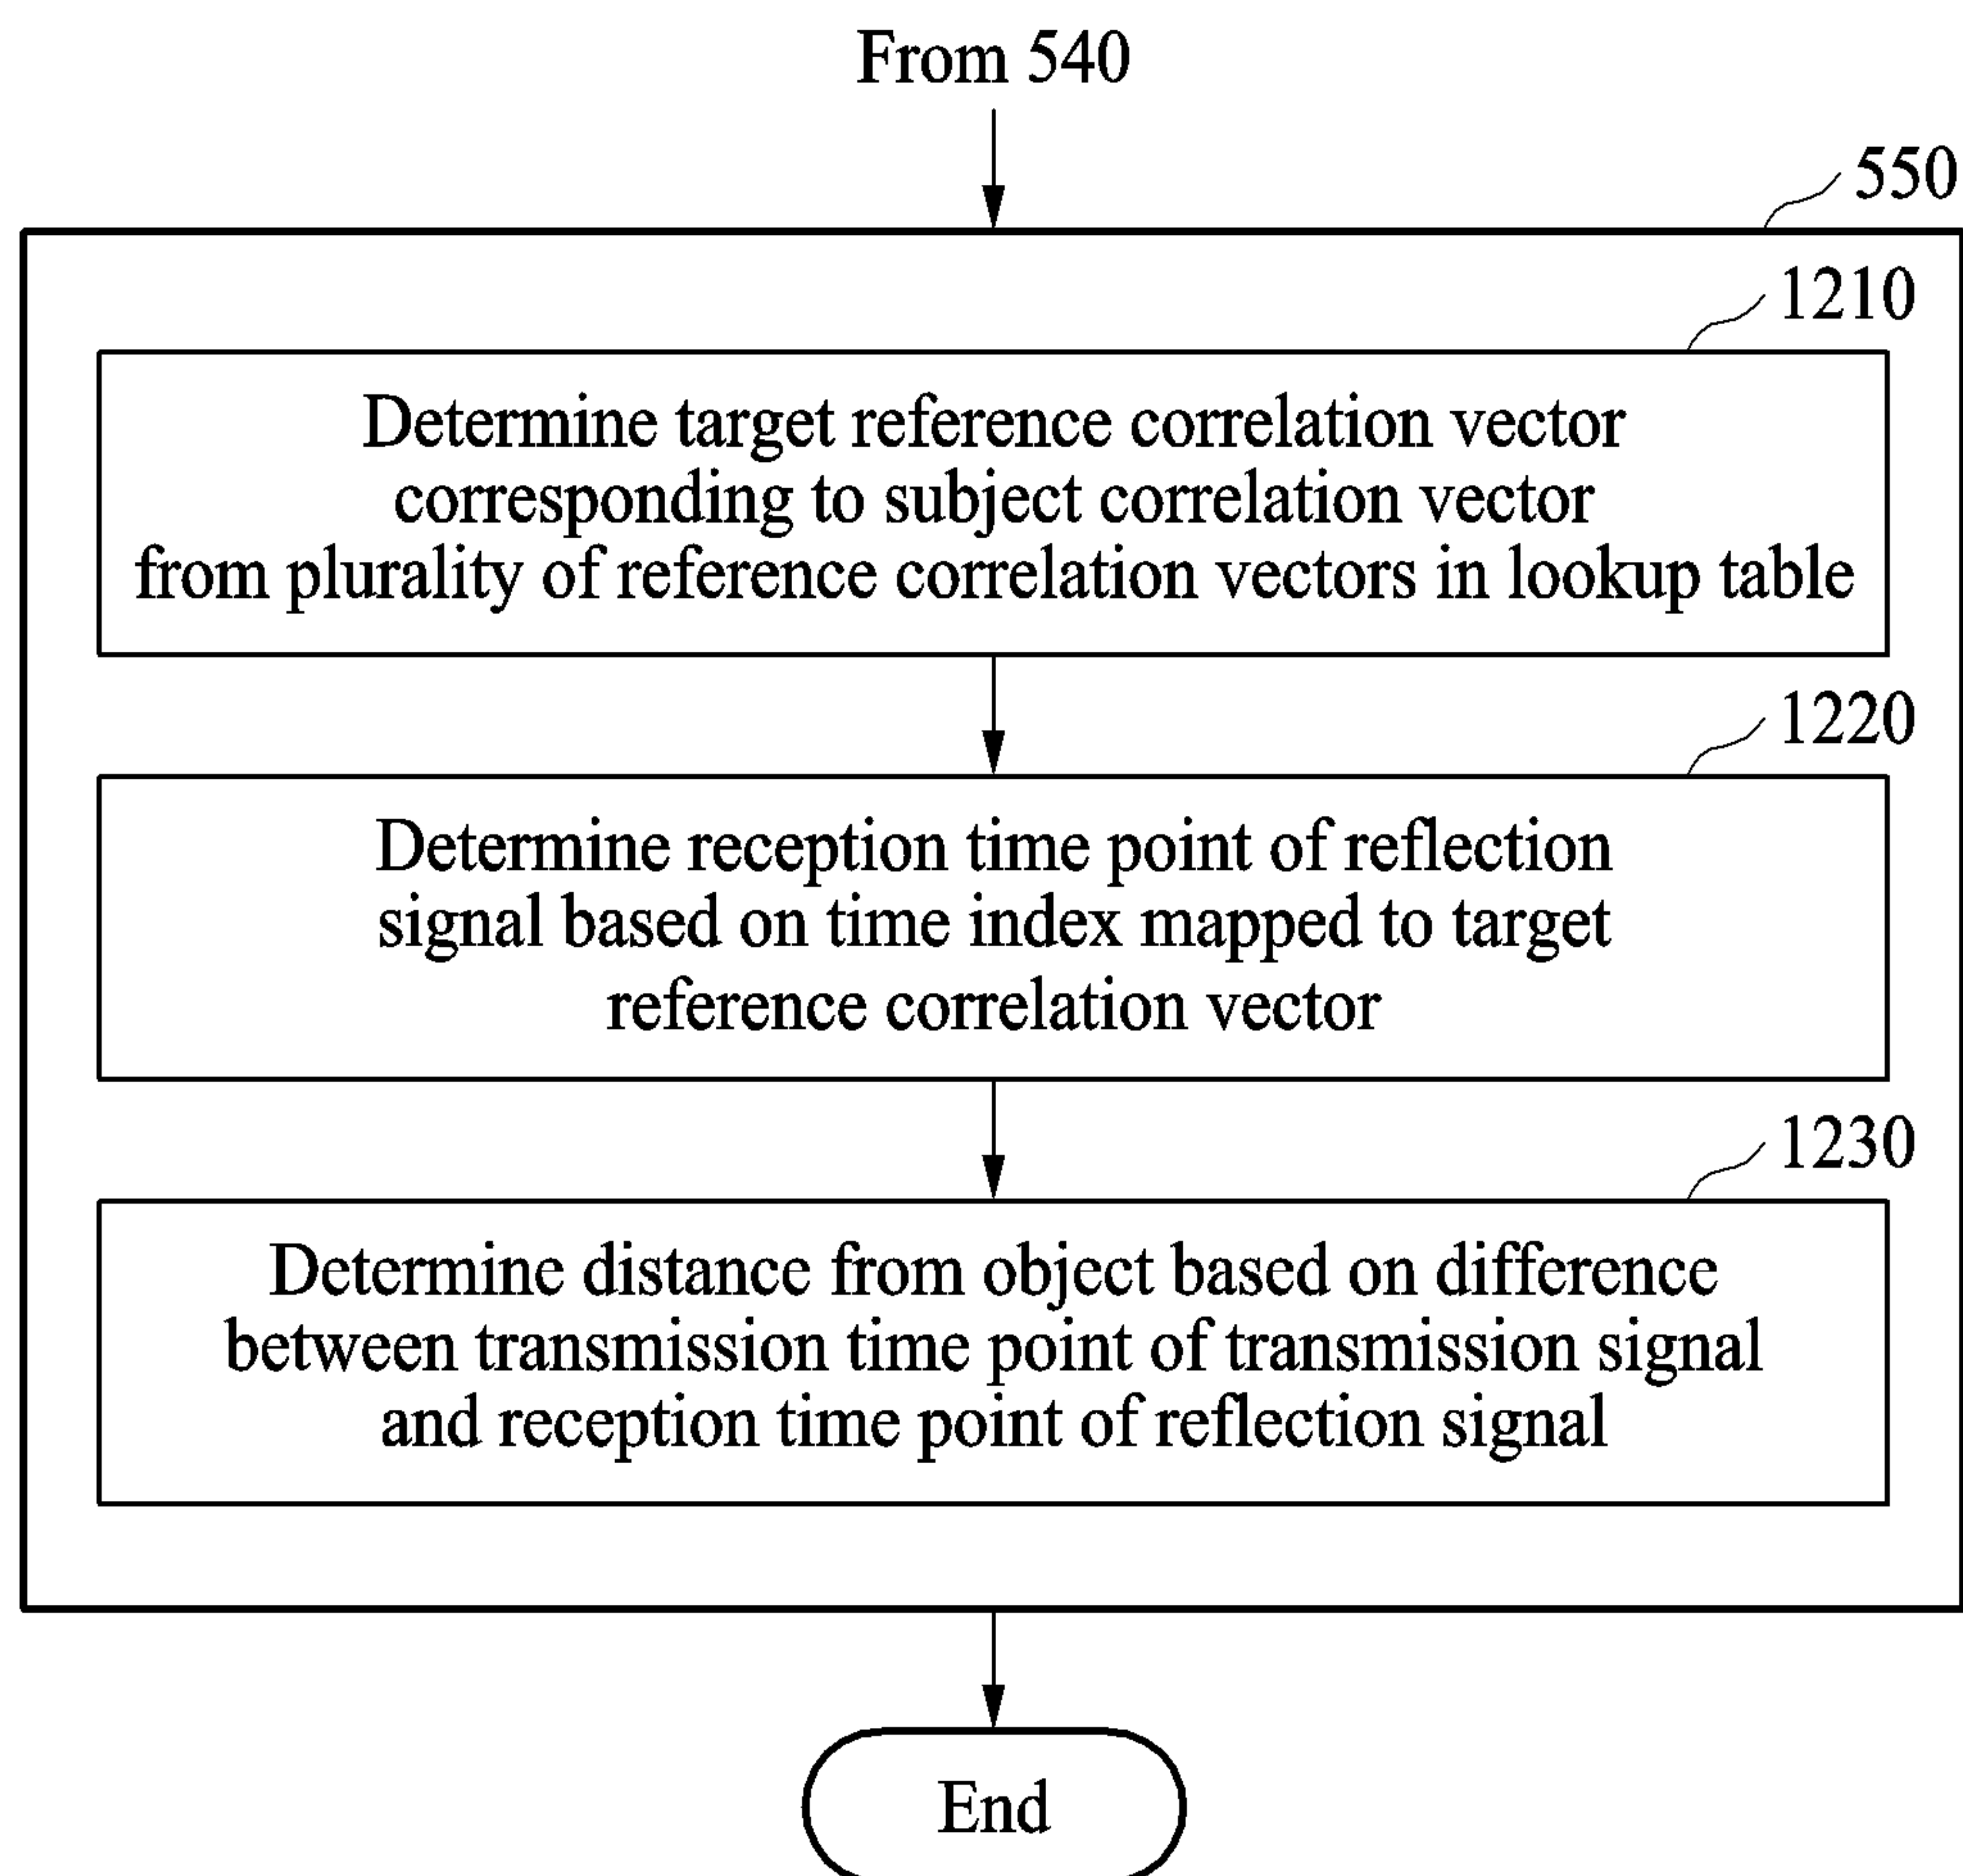 From 540
550
1210
Determine target reference correlation vector
corresponding to subject correlation vector
from plurality of reference correlation vectors in lookup table
1220
Determine reception time point of reflection
signal based on time index mapped to target
reference correlation vector
1230
Determine distance from object based on difference
between transmission time point of transmission signal
and reception time point of reflection signal
End